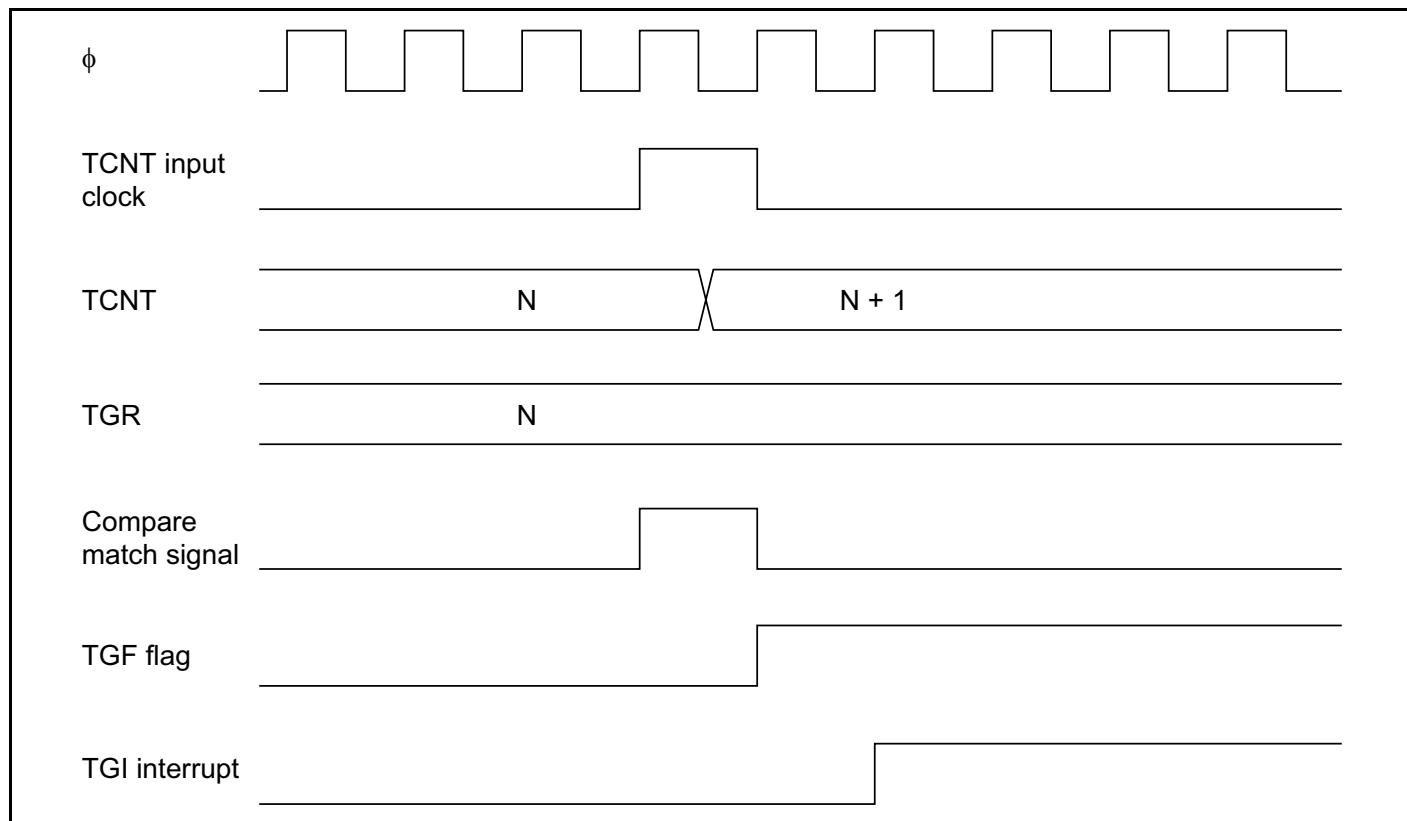 ϕ
TCNT input
clock
TCNT
N
N + 1
TGR
N
Compare
match signal
TGF flag
TGI interrupt